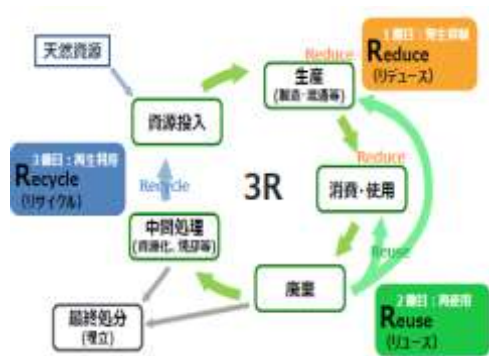 天然資源
1番目：発生抑制
Reduce
(リデュース)
Reduce
生産
(製造・流通等)
資源投入
Reduce
3番目：再生利用
Recycle
(リサイクル)
Recycle
3R
消費・使用
中間処理
(資源化、焼却等)
Reuse
廃棄
2番目：再使用
Reuse
(リユース)
最終処分
(埋立)